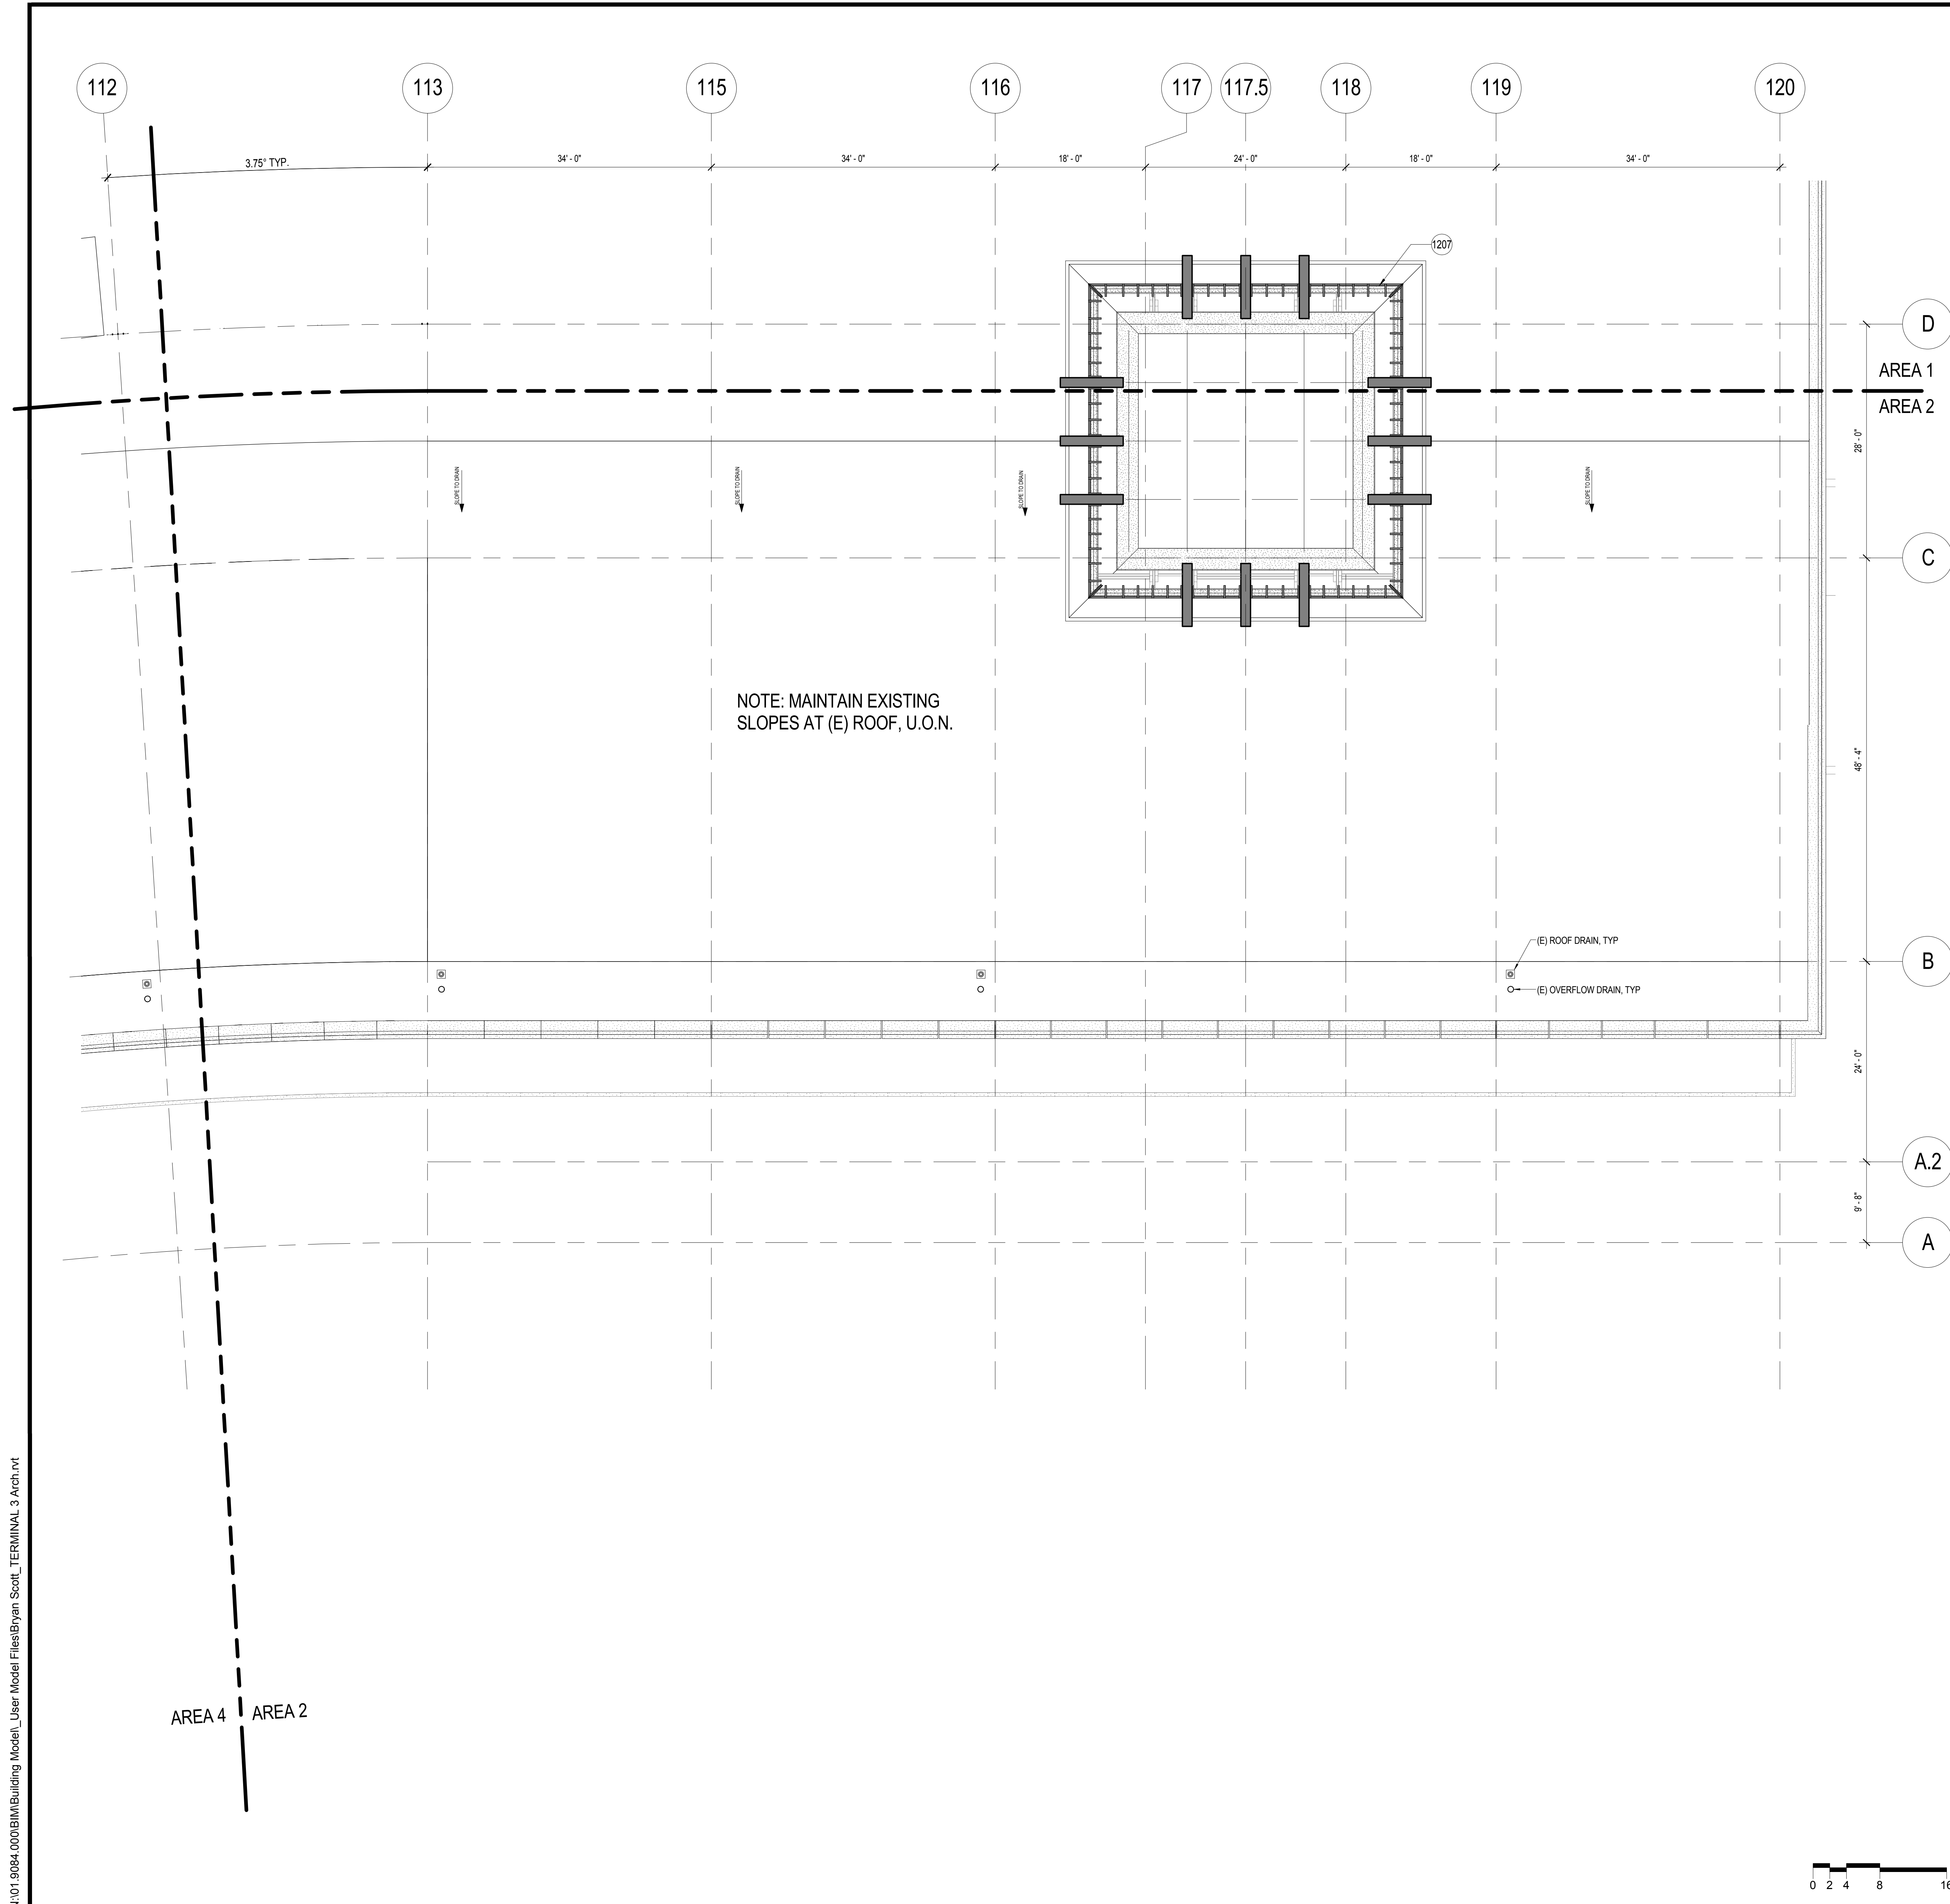 112
113
115
116
117
117.5
118
119
120
3.75° TYP.
34' - 0"
34' - 0"
18' - 0"
24' - 0"
18' - 0"
34' - 0"
1207
D
AREA 1
AREA 2
28' - 0"
SLOPE TO DRAIN
SLOPE TO DRAIN
SLOPE TO DRAIN
SLOPE TO DRAIN
C
NOTE: MAINTAIN EXISTING
SLOPES AT (E) ROOF, U.O.N.
48' - 4"
(E) ROOF DRAIN, TYP
B
(E) OVERFLOW DRAIN, TYP
24' - 0"
A.2
9' - 8"
A
AREA 4
AREA 2
:\01.9084.000\BIM\Building Model\_User Model Files\Bryan Scott_TERMINAL 3 Arch.rvt
0 2 4 8 16